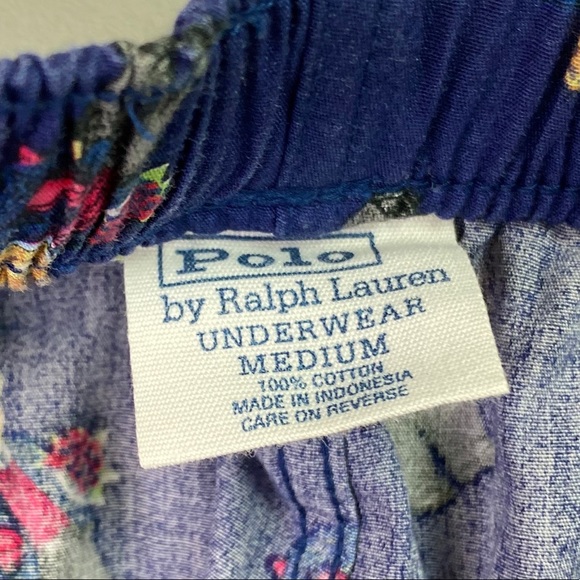 Polo
by Ralph Lauren
UNDERWEAR
MEDIUM
100% COTTON
MADE IN INDONESIA
CARE ON REVERSE